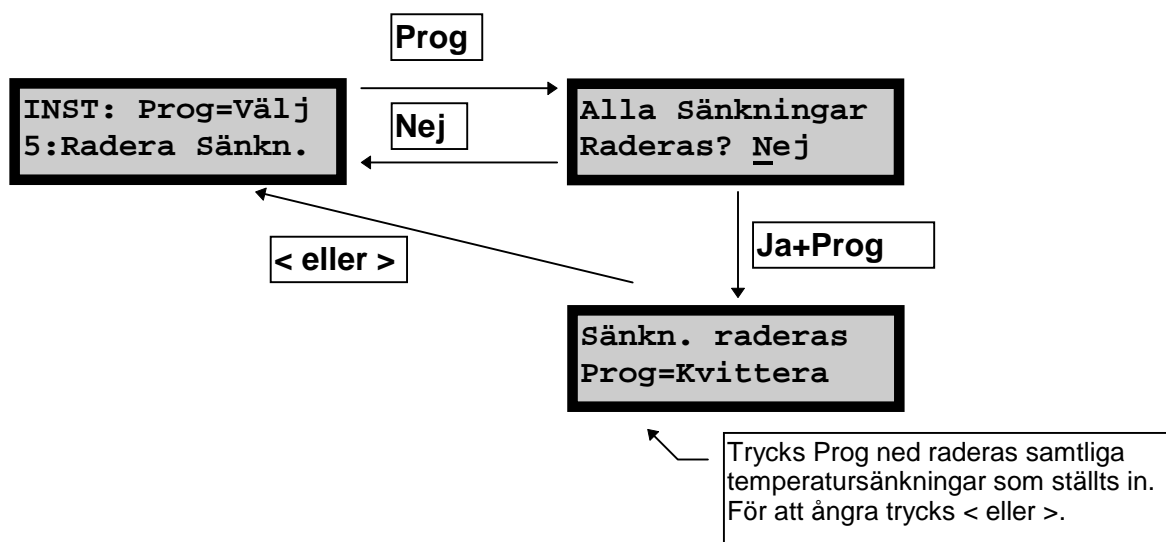 Prog
INST: Prog=Välj
5:Radera Sänkn.
Nej
Alla Sänkningar
Raderas? Nej
< eller >
Ja+Prog
Sänkn. raderas
Prog=Kvittera
Trycks Prog ned raderas samtliga
temperatursänkningar som ställts in.
För att ångra trycks < eller >.